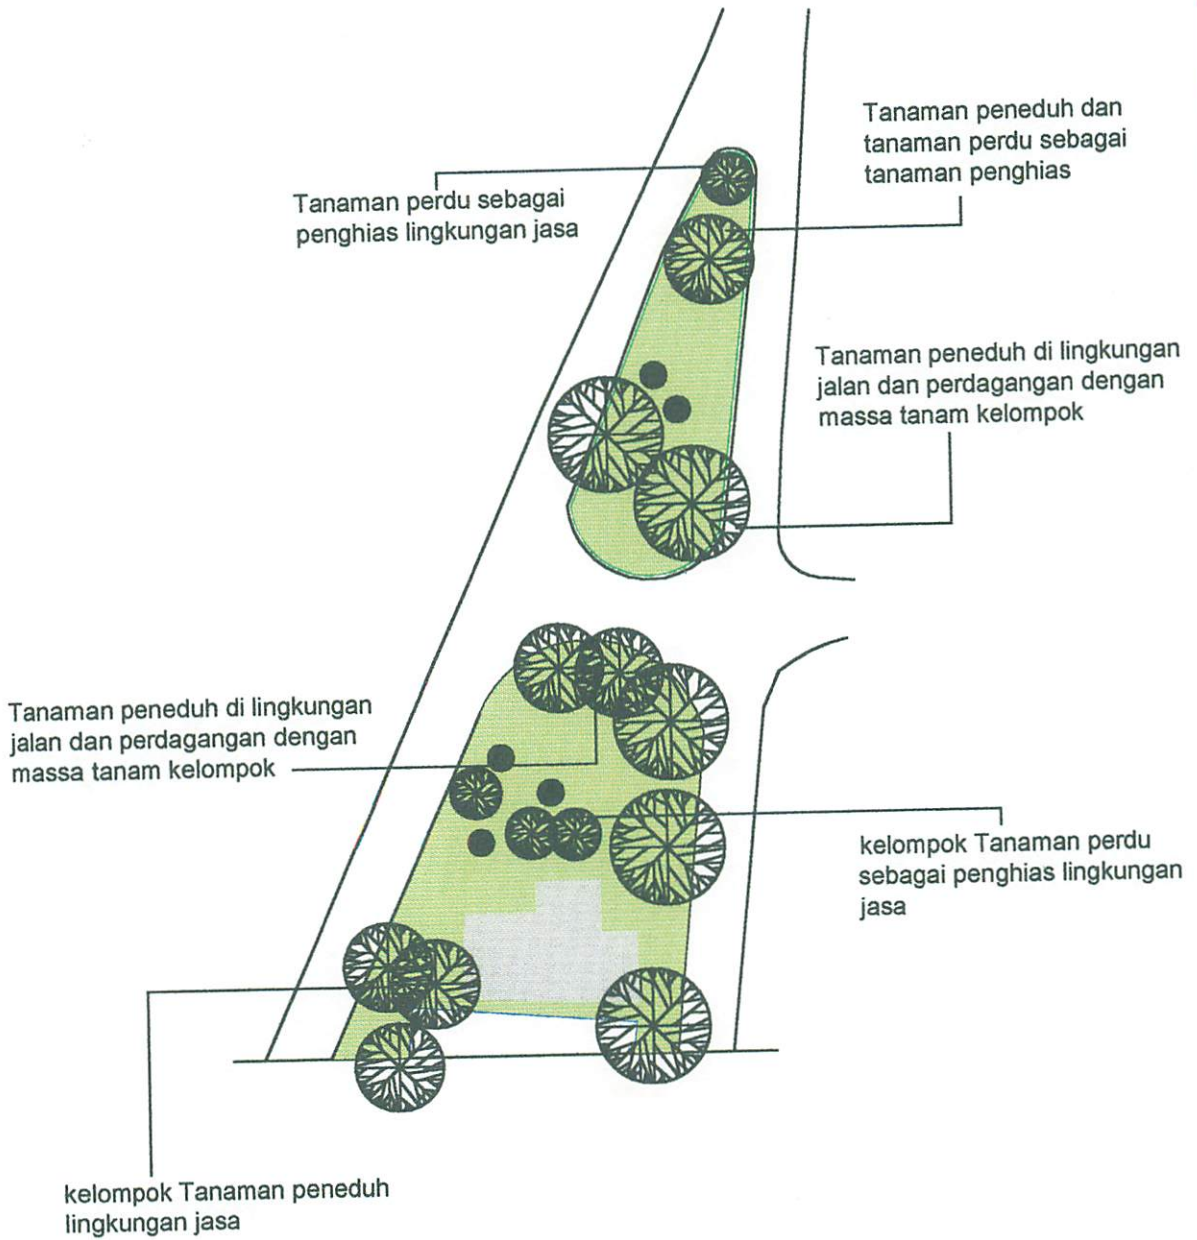 Tanaman peneduh dan
tanaman perdu sebagai
tanaman penghias
Tanaman perdu sebagai
penghias lingkungan jasa
Tanaman peneduh di lingkungan
jalan dan perdagangan dengan
massa tanam kelompok
Tanaman peneduh di lingkungan
jalan dan perdagangan dengan
massa tanam kelompok
kelompok Tanaman perdu
sebagai penghias lingkungan
jasa
kelompok Tanaman peneduh
lingkungan jasa